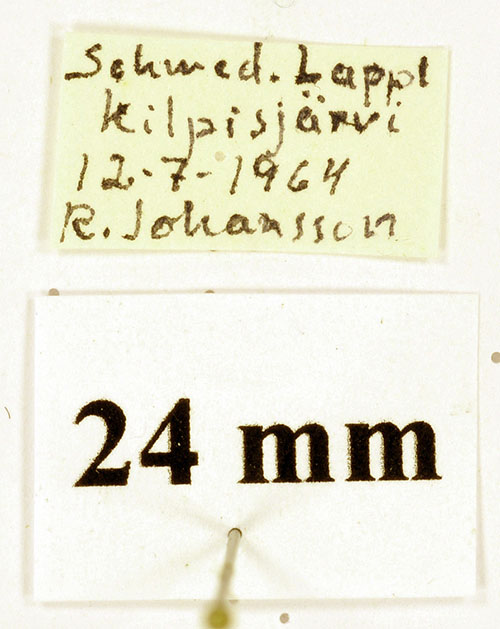 Schwed. Lappl
Kilpisjärvi
12-7-1964
R. Johansson
24 mm